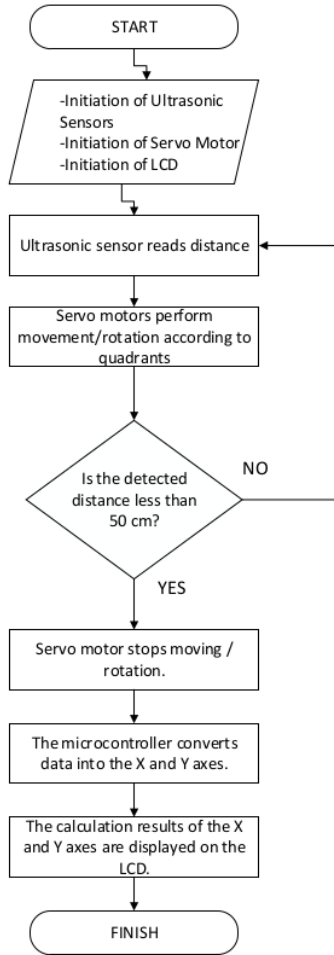 START
-Initiation of Ultrasonic
Sensors
-Initiation of Servo Motor
-Initiation of LCD
Ultrasonic sensor reads distance
Servo motors perform
movement/rotation according to
quadrants
Is the detected
distance less than
50 cm?
NO
YES
Servo motor stops moving /
rotation.
The microcontroller converts
data into the X and Y axes.
The calculation results of the X
and Y axes are displayed on the
LCD.
FINISH